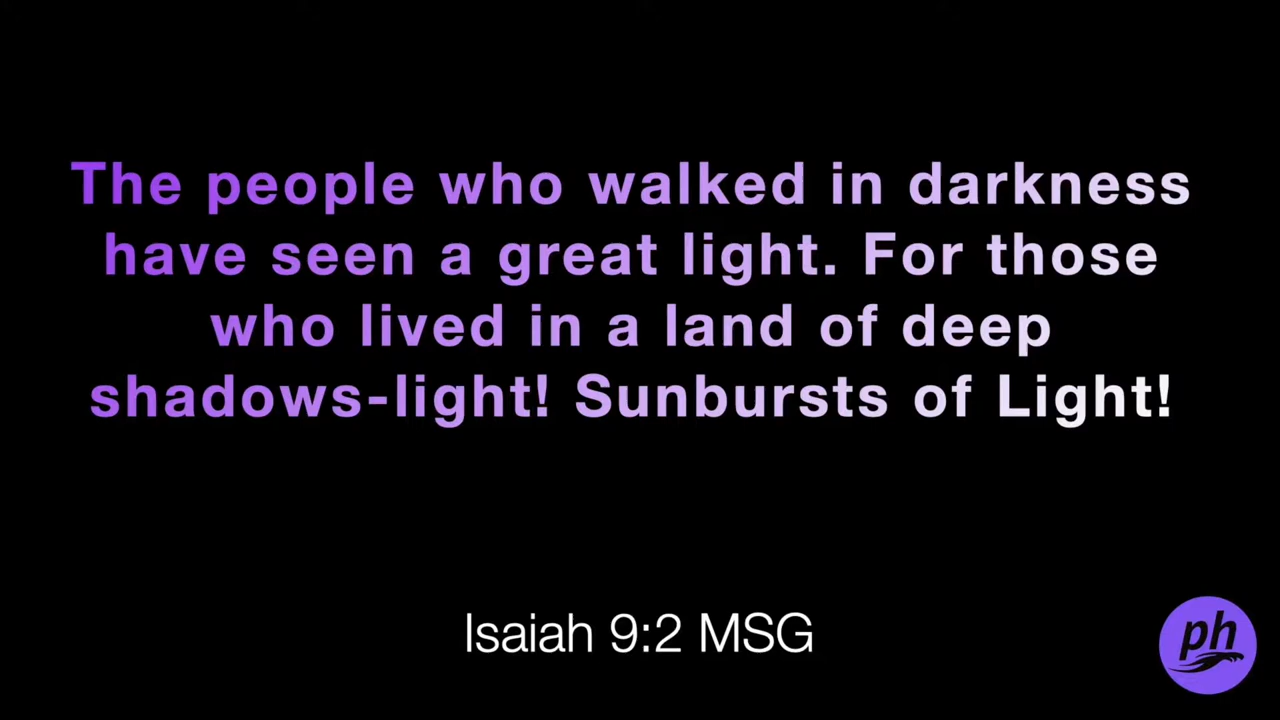 The people who walked in darkness
have seen a great light. For those
who lived in a land of deep
shadows-light! Sunbursts of Light!
Isaiah 9:2 MSG
ph